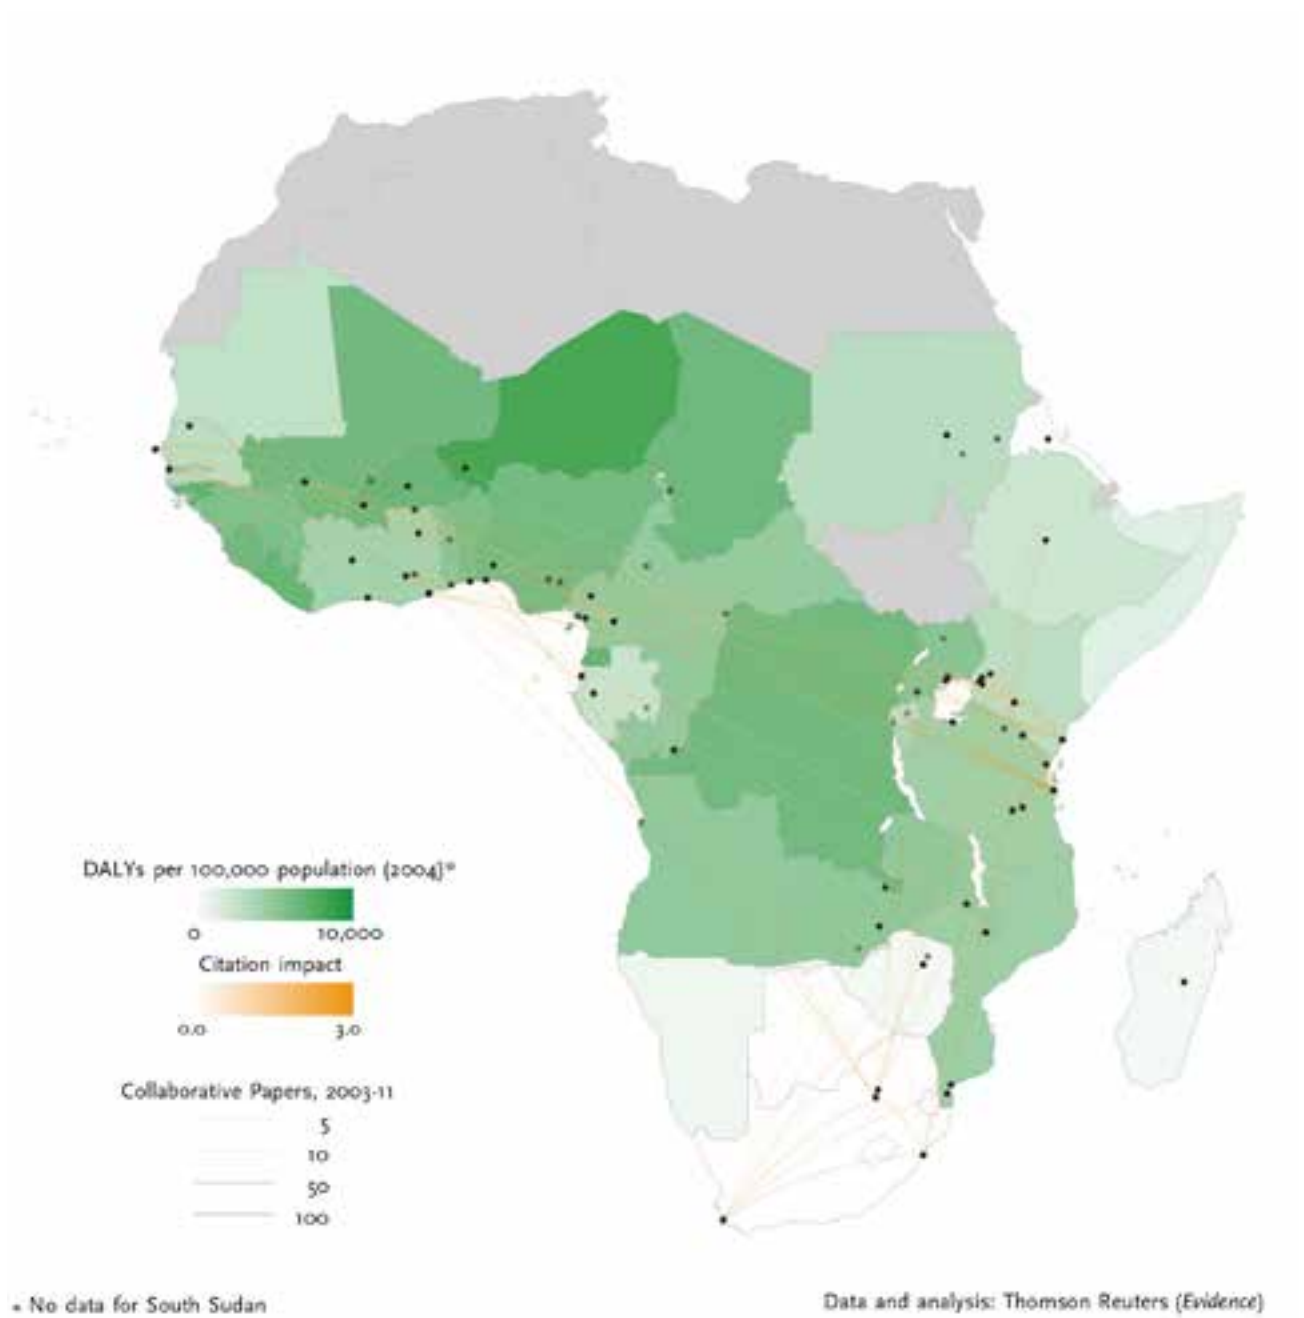 DALYs per 100,000 population (2004)*
0 10,000
Citation impact
0.0 3.0
Collaborative Papers, 2003-11
5
10
50
100
* No data for South Sudan
Data and analysis: Thomson Reuters (Evidence)